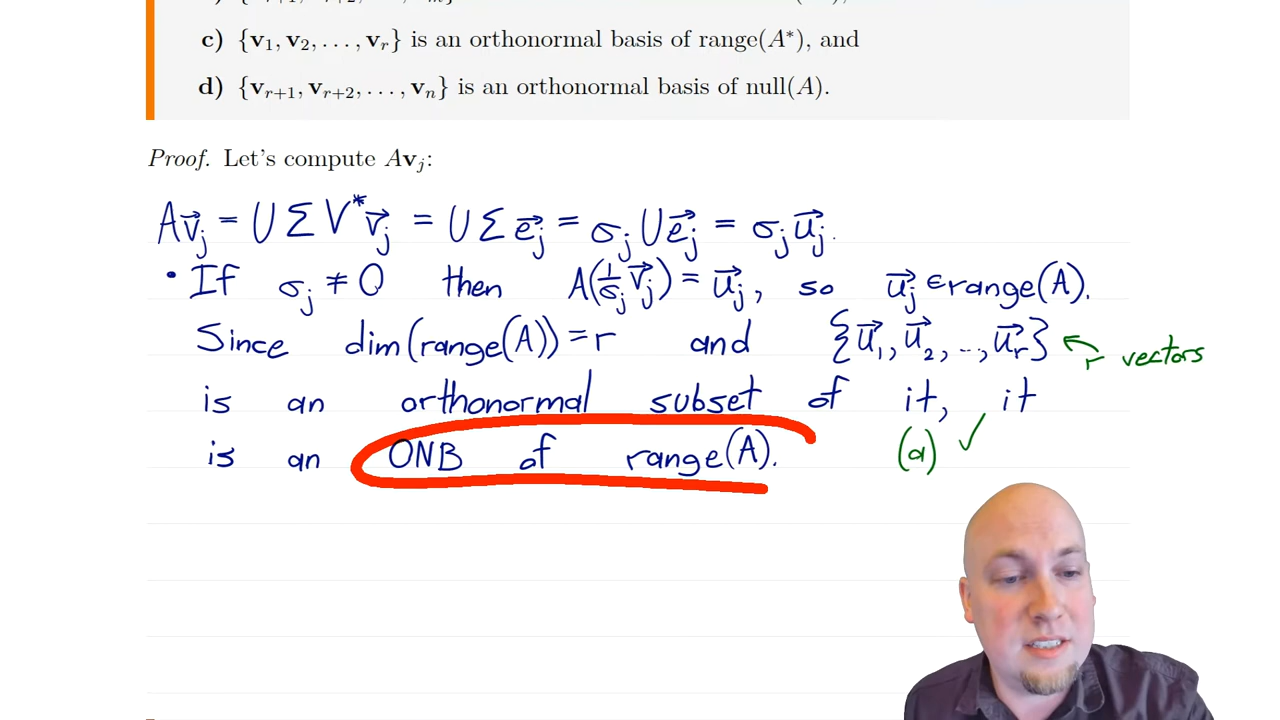 c) {v₁, v₂, . . . , vᵣ} is an orthonormal basis of range(A*), and
d) {vᵣ₊₁, vᵣ₊₂, . . . , vₙ} is an orthonormal basis of null(A).
Proof. Let's compute Avⱼ:
Av⃗ⱼ = UΣV*v⃗ⱼ = UΣe⃗ⱼ = σⱼUe⃗ⱼ = σⱼu⃗ⱼ.
• If σⱼ ≠ 0 then A(1/σⱼ v⃗ⱼ) = u⃗ⱼ, so u⃗ⱼ ∈ range(A).
Since dim(range(A)) = r and {u⃗₁, u⃗₂, ..., u⃗ᵣ} ← r vectors
is an orthonormal subset of it, it
is an ONB of range(A). (a) ✓